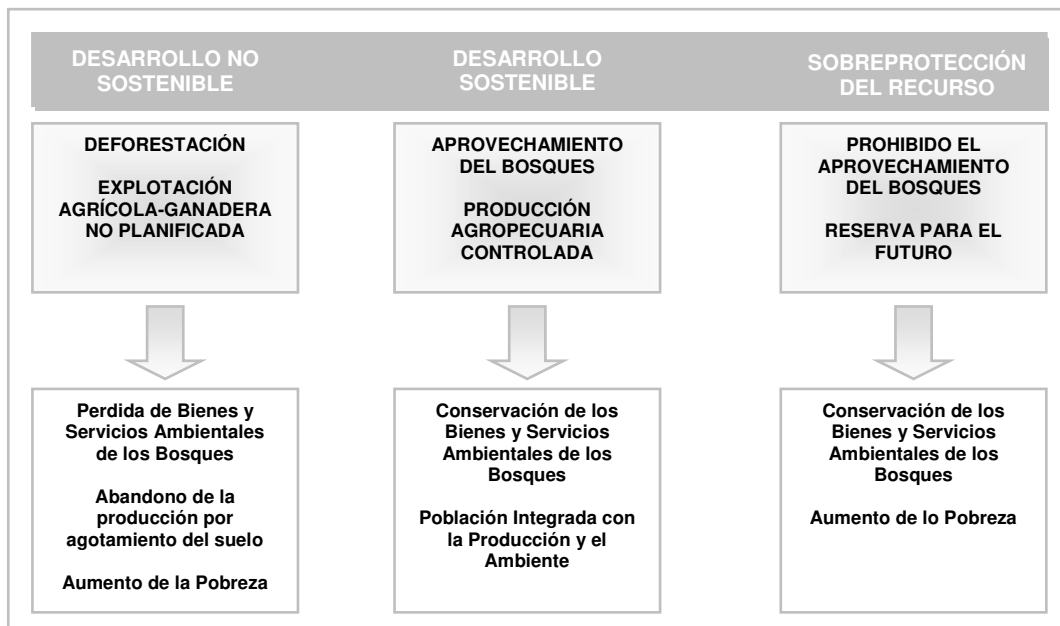 DESARROLLO NO
SOSTENIBLE
DESARROLLO
SOSTENIBLE
SOBREPROTECCIÓN
DEL RECURSO
DEFORESTACIÓN
EXPLOTACIÓN
AGRÍCOLA-GANADERA
NO PLANIFICADA
APROVECHAMIENTO
DEL BOSQUES
PRODUCCIÓN
AGROPECUARIA
CONTROLADA
PROHIBIDO EL
APROVECHAMIENTO
DEL BOSQUES
RESERVA PARA EL
FUTURO
Perdida de Bienes y
Servicios Ambientales
de los Bosques
Abandono de la
producción por
agotamiento del suelo
Aumento de la Pobreza
Conservación de los
Bienes y Servicios
Ambientales de los
Bosques
Población Integrada con
la Producción y el
Ambiente
Conservación de los
Bienes y Servicios
Ambientales de los
Bosques
Aumento de lo Pobreza